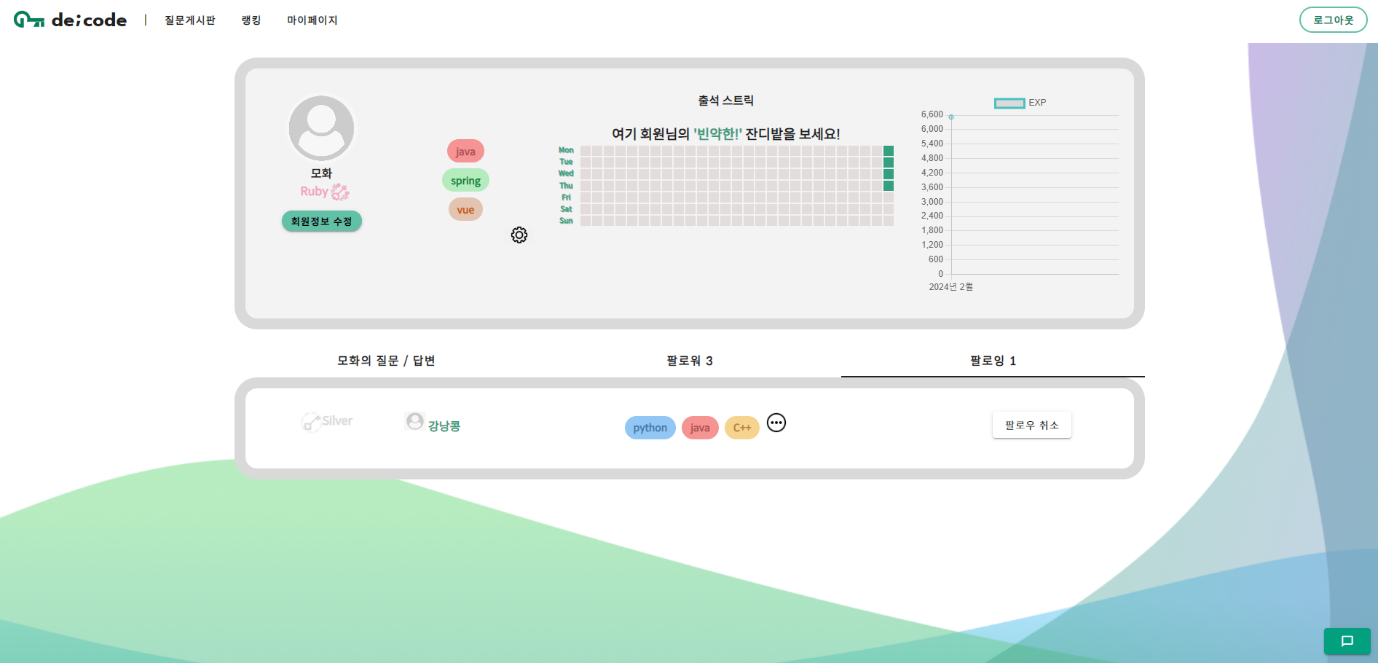 de;code | 질문게시판 랭킹 마이페이지 로그아웃
모화
Ruby
회원정보 수정
java
spring
vue
출석 스트릭
여기 회원님의 '빈약한!' 잔디밭을 보세요!
Mon
Tue
Wed
Thu
Fri
Sat
Sun
EXP
6,600
6,000
5,400
4,800
4,200
3,600
3,000
2,400
1,800
1,200
600
0
2024년 2월
모화의 질문 / 답변 팔로워 3 팔로잉 1
Silver 강낭콩 python java C++ 팔로우 취소